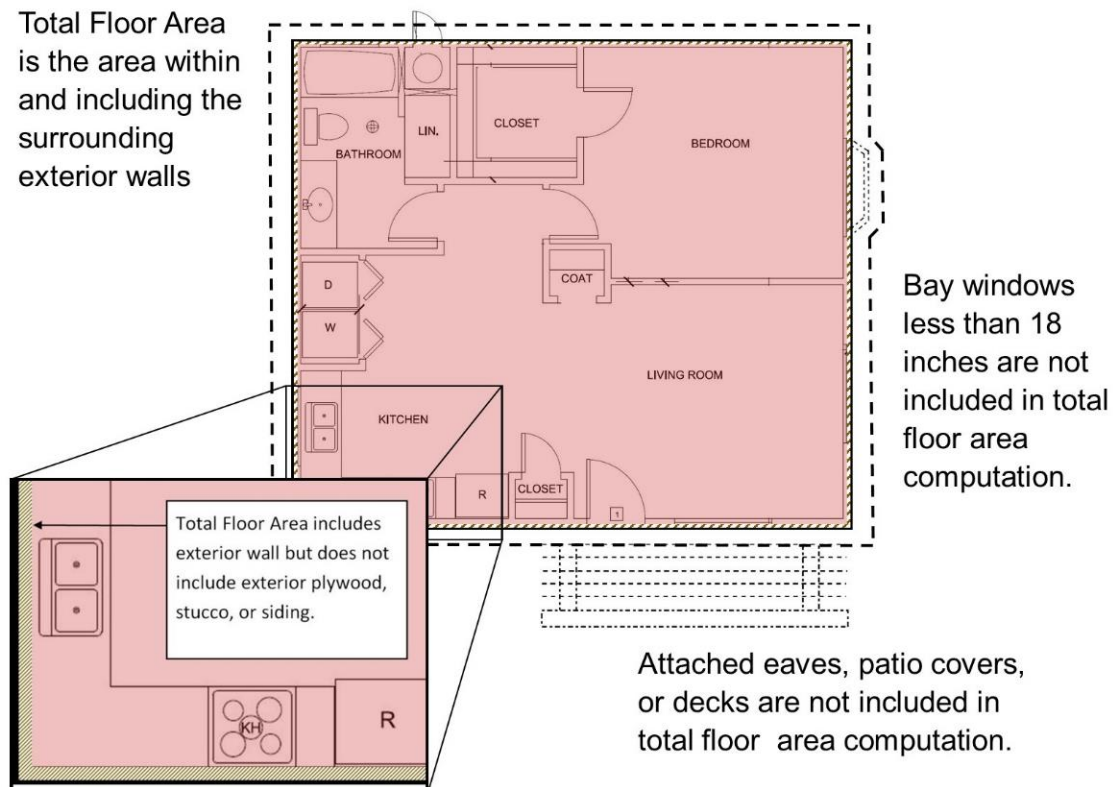 Total Floor Area
is the area within
and including the
surrounding
exterior walls
LIN.
CLOSET
BEDROOM
BATHROOM
COAT
D
W
LIVING ROOM
KITCHEN
R
CLOSET
1
Bay windows
less than 18
inches are not
included in total
floor area
computation.
Total Floor Area includes
exterior wall but does not
include exterior plywood,
stucco, or siding.
KH
R
Attached eaves, patio covers,
or decks are not included in
total floor area computation.